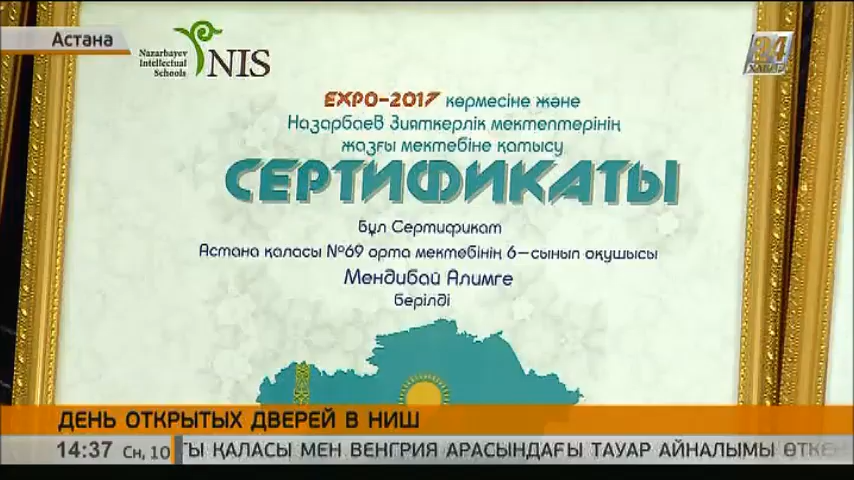 Астана
Nazarbayev
Intellectual
Schools
NIS
24
ХАБАР
EXPO-2017 көрмесіне және
Назарбаев Зияткерлік мектептерінің
жазғы мектебіне қатысу
СЕРТИФИКАТЫ
бұл Сертификат
Астана қаласы №69 орта мектебінің 6-сынып оқушысы
Мендибай Алимге
берілді
ДЕНЬ ОТКРЫТЫХ ДВЕРЕЙ В НИШ
14:37 Сн, 10 ТЫ ҚАЛАСЫ МЕН ВЕНГРИЯ АРАСЫНДАҒЫ ТАУАР АЙНАЛЫМЫ ӨТКЕН